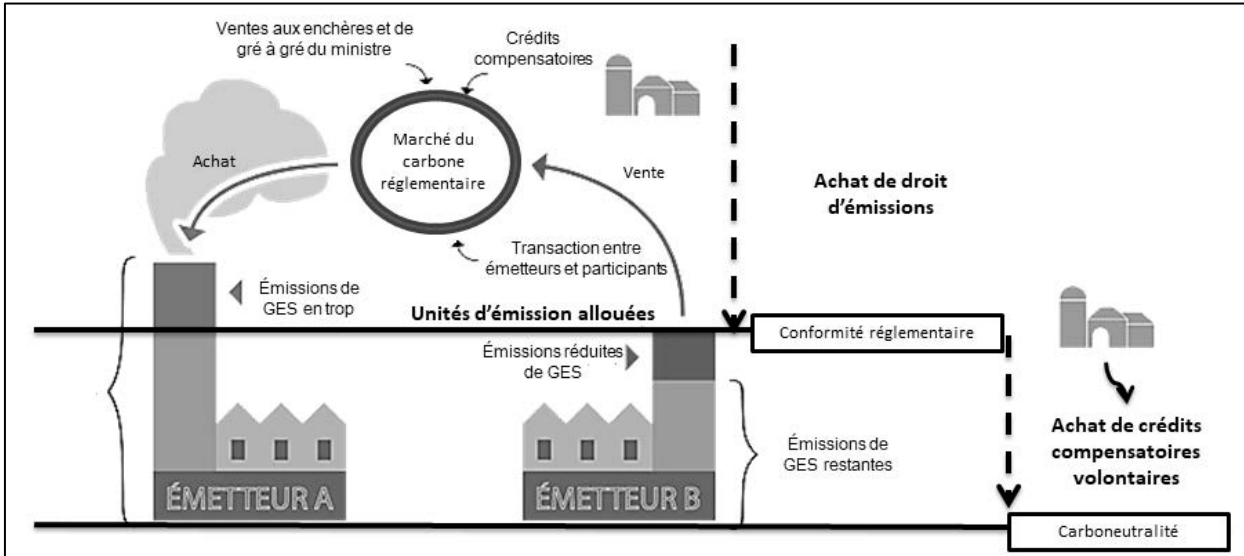 Ventes aux enchères et de
gré à gré du ministre
Crédits
compensatoires
Marché du
carbone
réglementaire
Achat
Vente
Achat de droit
d'émissions
Transaction entre
émetteurs et participants
Émissions de
GES en trop
Unités d'émission allouées
Conformité réglementaire
Émissions réduites
de GES
Achat de crédits
compensatoires
volontaires
Émissions de
GES restantes
ÉMETTEUR A
ÉMETTEUR B
Carboneutralité